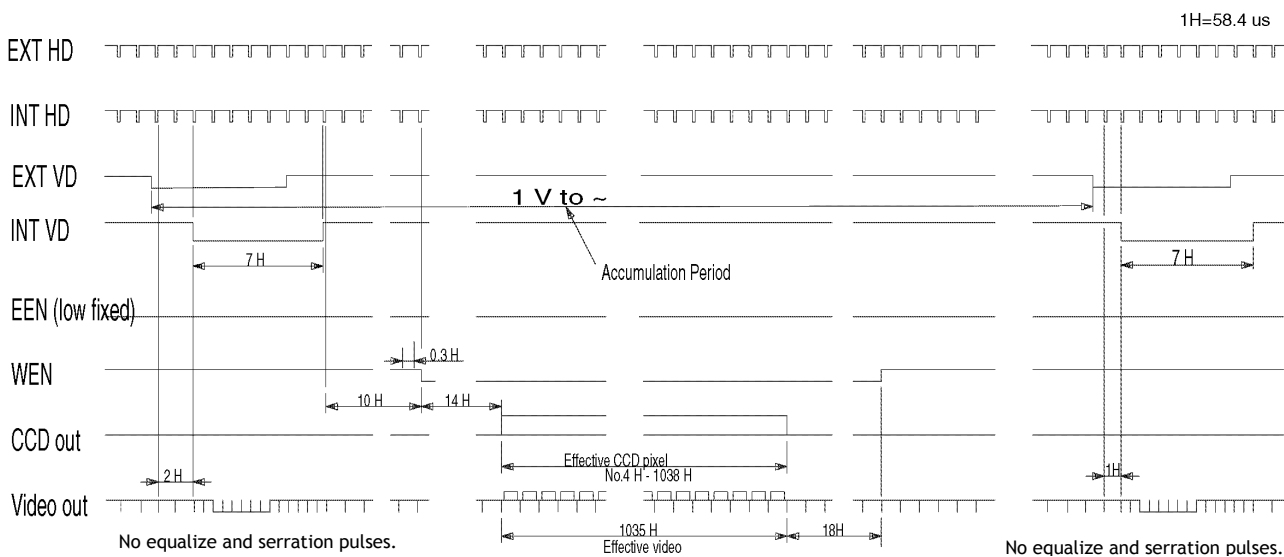 1H=58.4 us
EXT HD
INT HD
EXT VD
1 V to ~
INT VD
7 H
7 H
Accumulation Period
EEN (low fixed)
0.3 H
WEN
10 H
14 H
CCD out
Effective CCD pixel
No.4 H - 1038 H
2 H
1H
Video out
1035 H
18H
Effective video
No equalize and serration pulses.
No equalize and serration pulses.